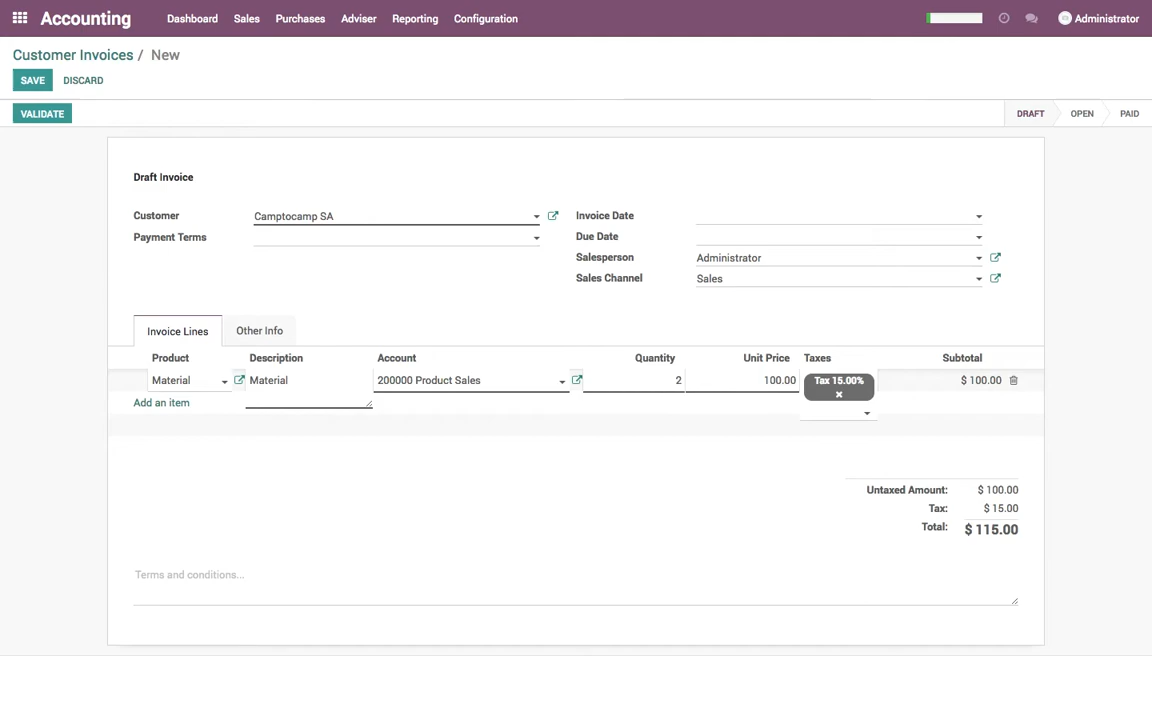 Accounting Dashboard Sales Purchases Adviser Reporting Configuration Administrator
Customer Invoices / New
SAVE DISCARD
VALIDATE DRAFT OPEN PAID
Draft Invoice
Customer Camptocamp SA Invoice Date
Payment Terms Due Date
Salesperson Administrator
Sales Channel Sales
Invoice Lines Other Info
Product Description Account Quantity Unit Price Taxes Subtotal
Material Material 200000 Product Sales 2 100.00 Tax 15.00% × $ 100.00
Add an item
Untaxed Amount: $ 100.00
Tax: $ 15.00
Total: $ 115.00
Terms and conditions...